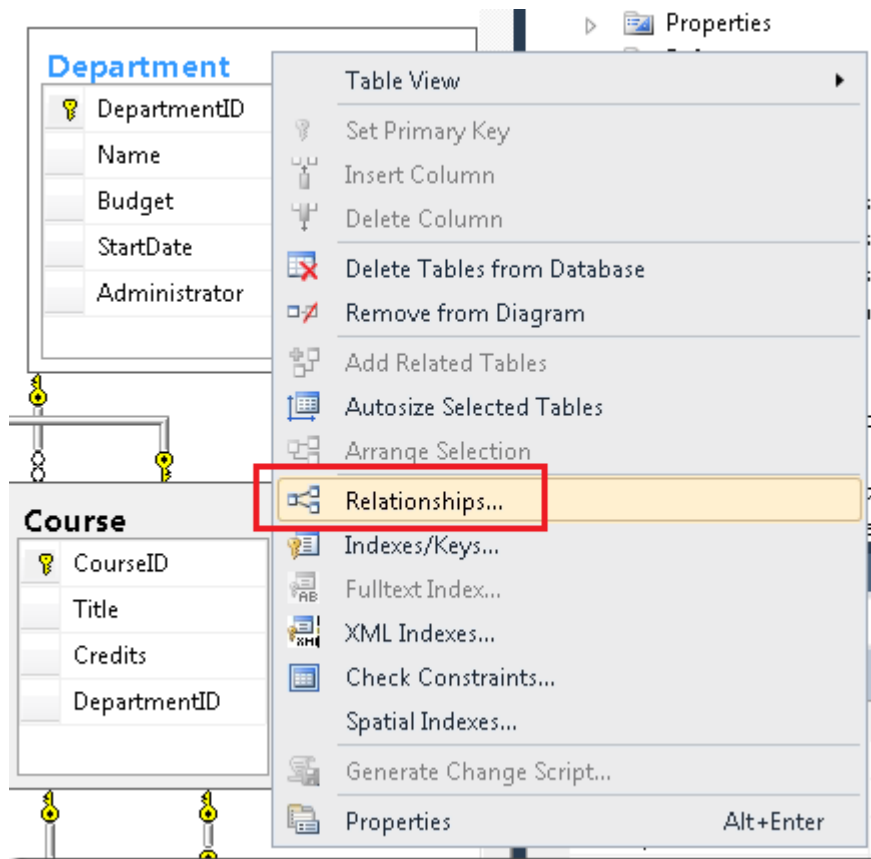 Properties
Department
DepartmentID
Name
Budget
StartDate
Administrator
Course
CourseID
Title
Credits
DepartmentID
Table View
Set Primary Key
Insert Column
Delete Column
Delete Tables from Database
Remove from Diagram
Add Related Tables
Autosize Selected Tables
Arrange Selection
Relationships...
Indexes/Keys...
Fulltext Index...
XML Indexes...
Check Constraints...
Spatial Indexes...
Generate Change Script...
Properties Alt+Enter